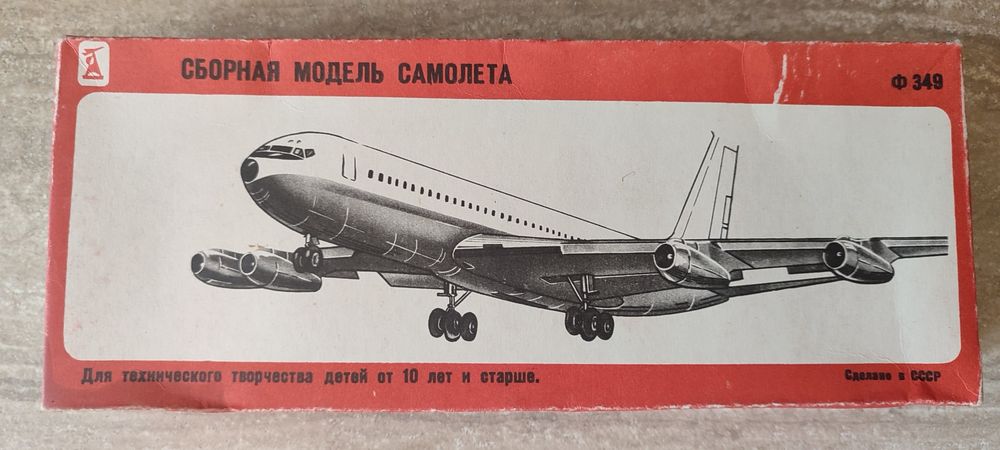 СБОРНАЯ МОДЕЛЬ САМОЛЕТА
Ф 349
Для технического творчества детей от 10 лет и старше.
Сделано в СССР